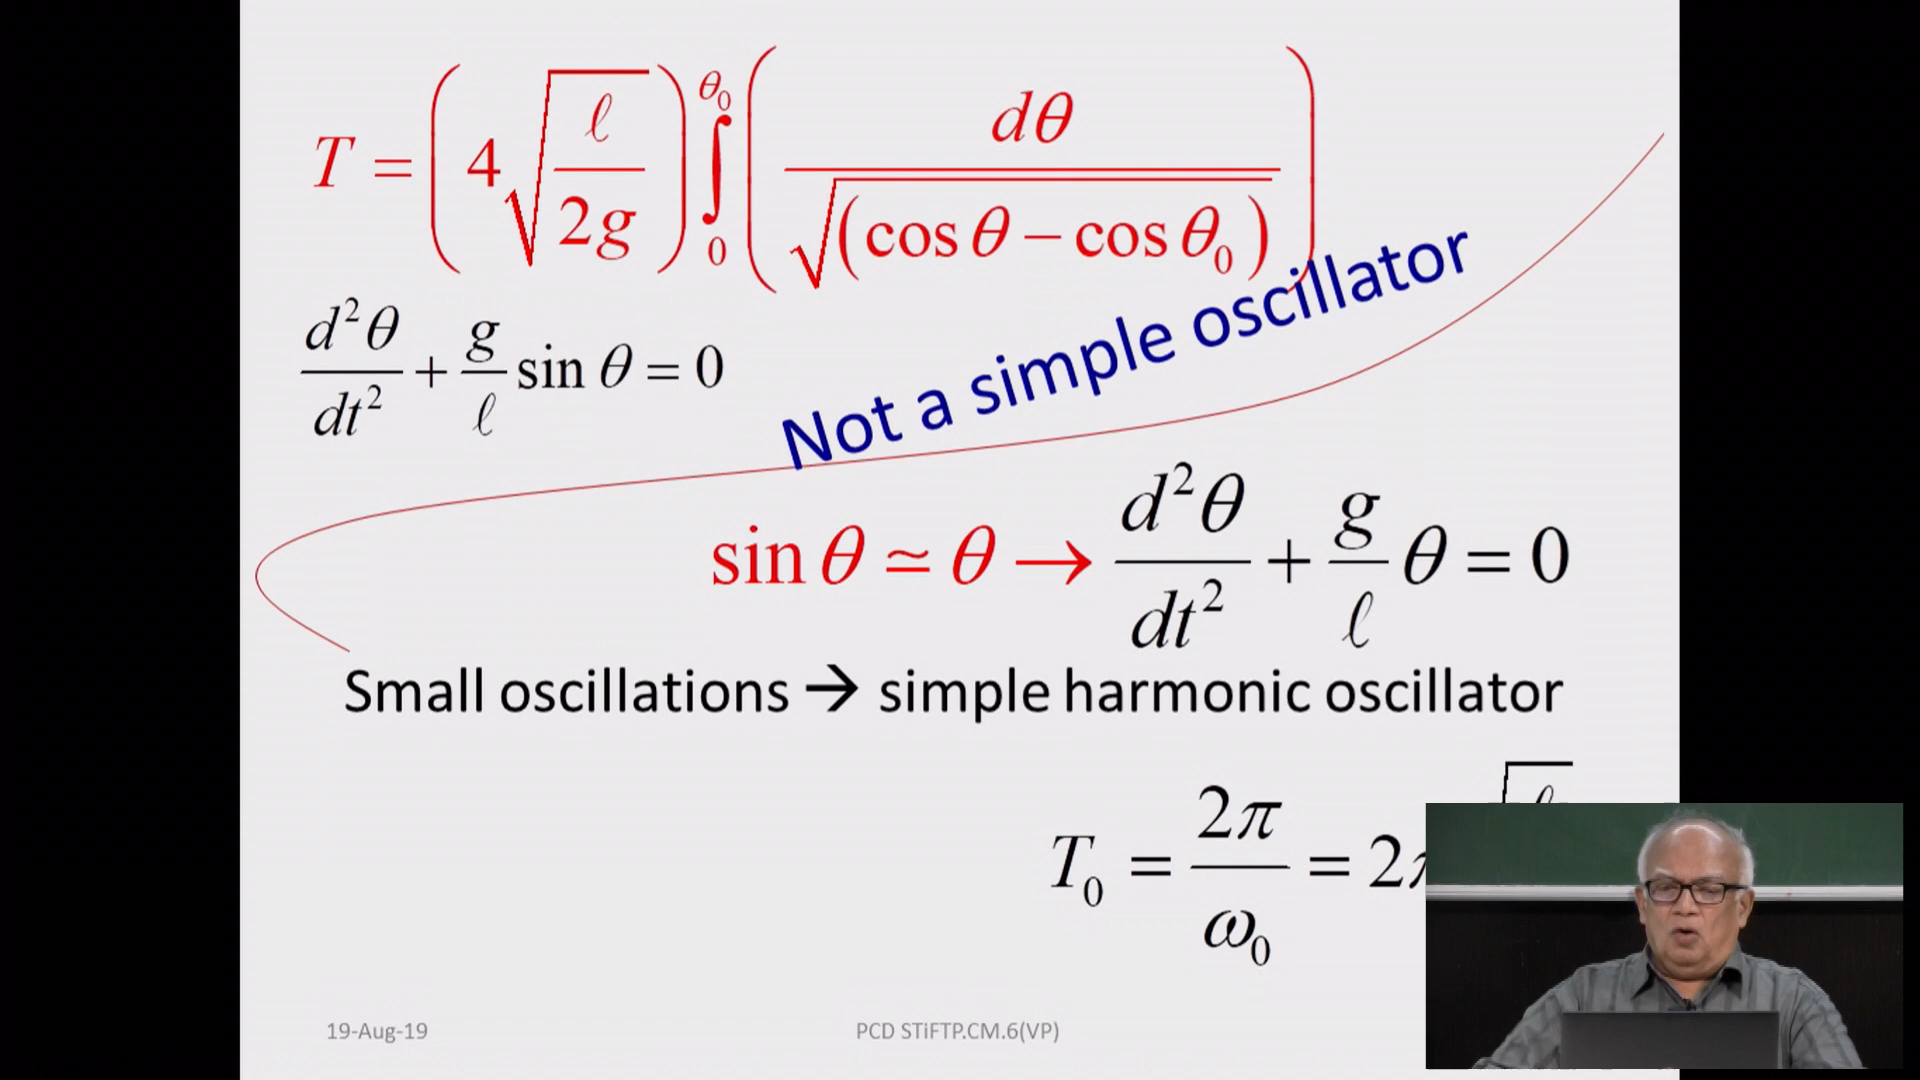 T = (4√(ℓ/2g)) ∫₀^θ₀ (dθ/√(cos θ − cos θ₀))
d²θ/dt² + g/ℓ sin θ = 0
Not a simple oscillator
sin θ ≃ θ → d²θ/dt² + g/ℓ θ = 0
Small oscillations → simple harmonic oscillator
T₀ = 2π/ω₀ = 2
19-Aug-19
PCD STiFTP.CM.6(VP)